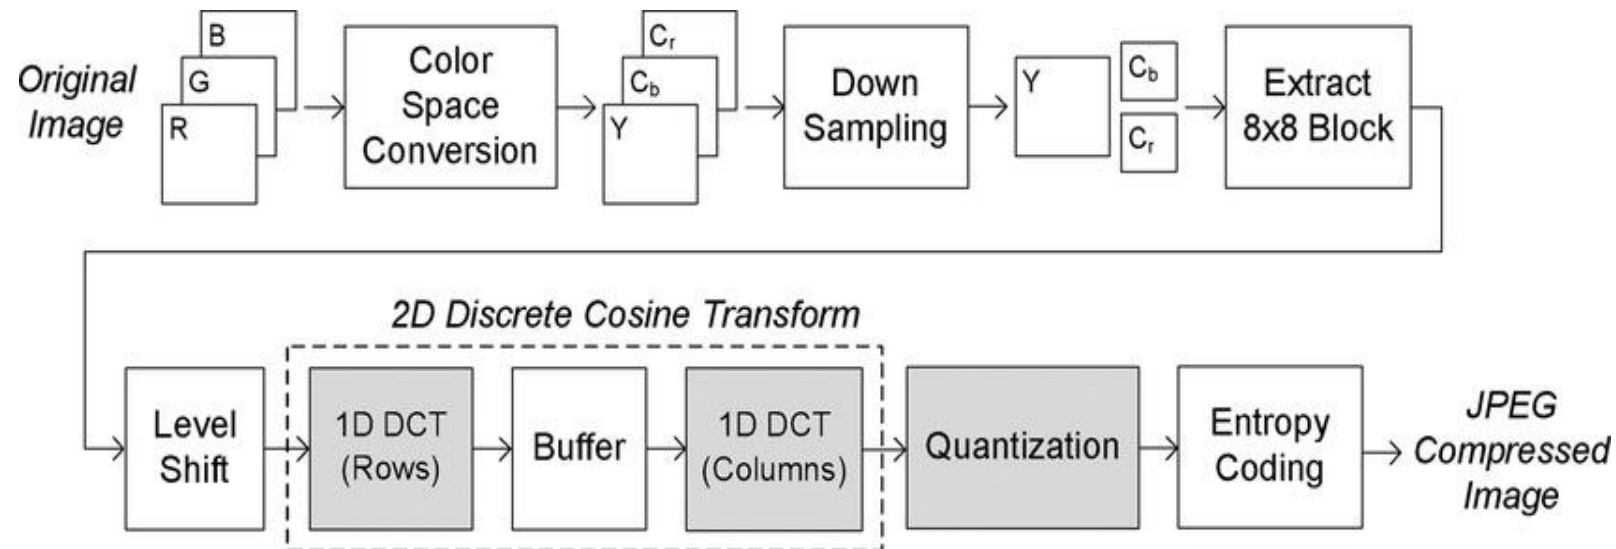 Original
Image
B
G
R
Color
Space
Conversion
Cr
Cb
Y
Down
Sampling
Y
Cb
Cr
Extract
8x8 Block
2D Discrete Cosine Transform
Level
Shift
1D DCT
(Rows)
Buffer
1D DCT
(Columns)
Quantization
Entropy
Coding
JPEG
Compressed
Image